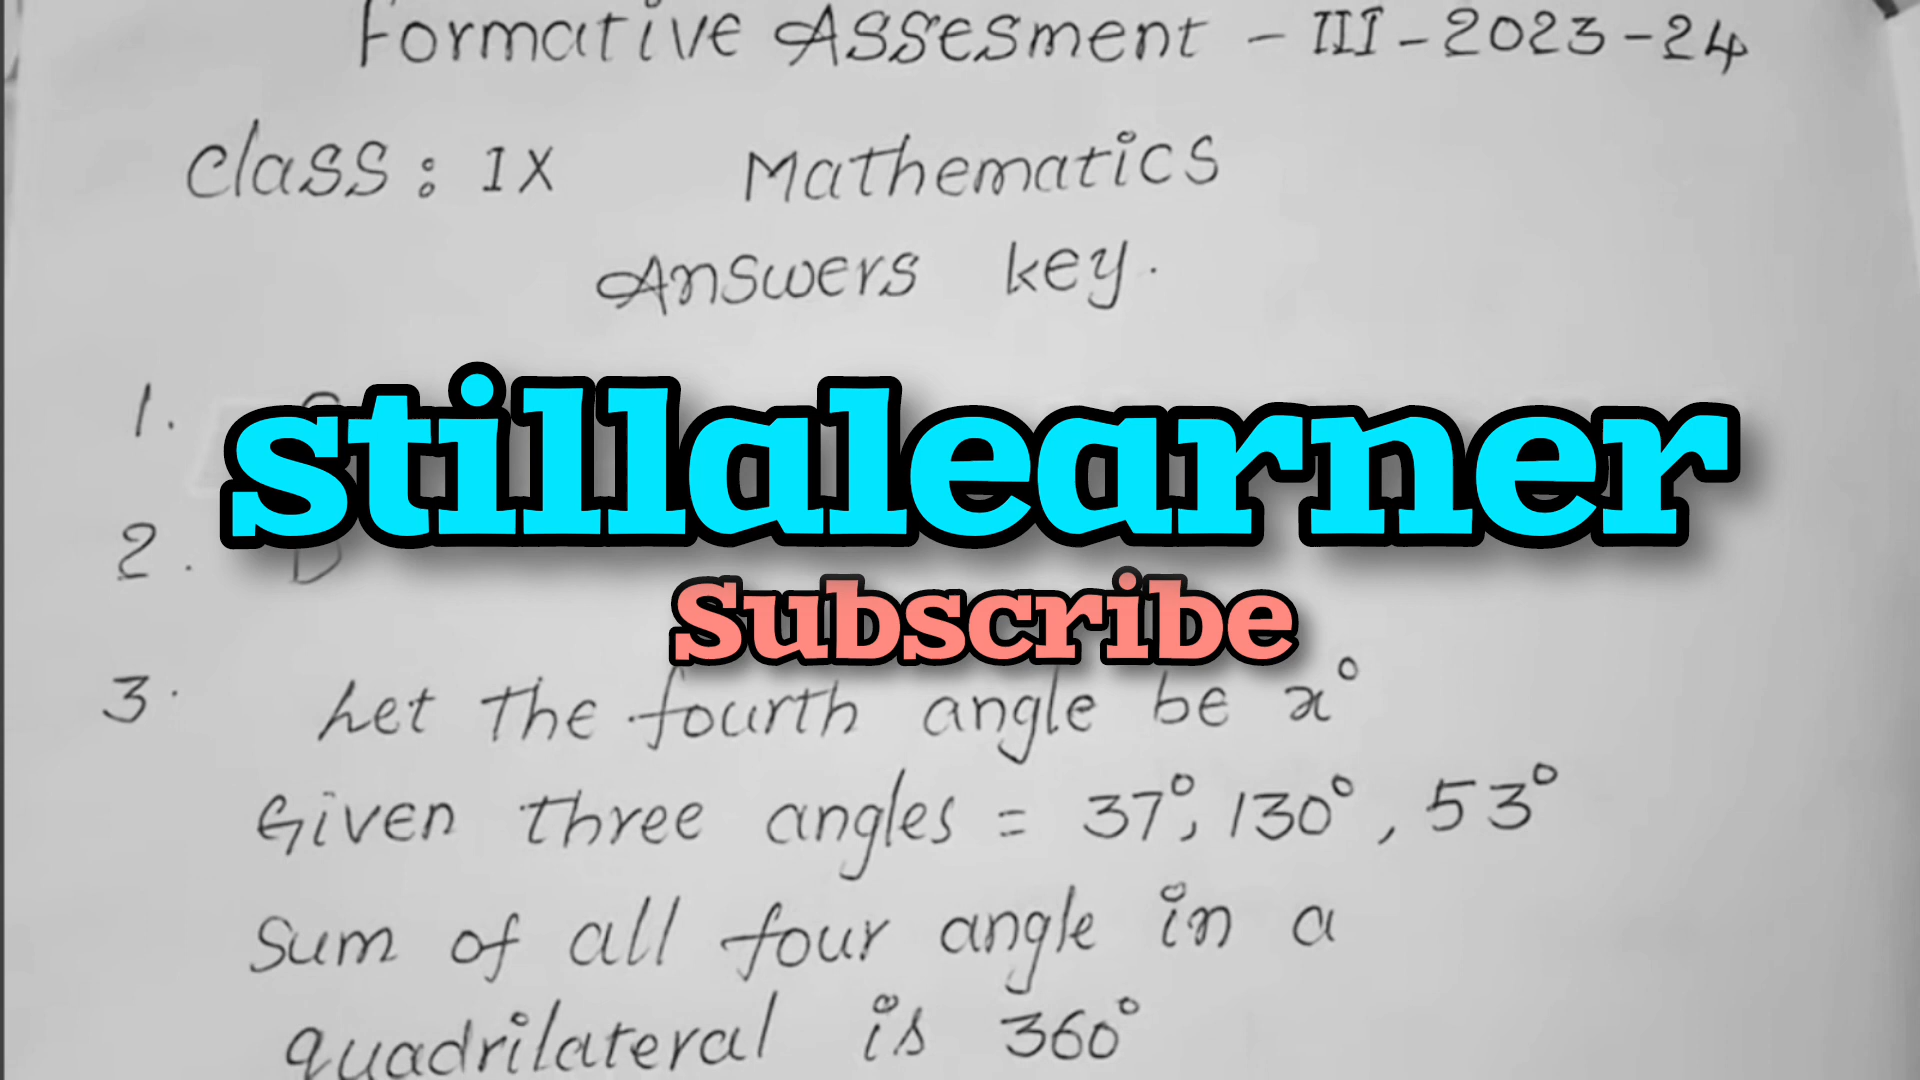 Formative Assesment - III - 2023-24
Class: IX Mathematics
Answers key.
1.
stillalearner
2. D
Subscribe
3. Let the fourth angle be x°
Given three angles = 37°, 130°, 53°
Sum of all four angle in a
quadrilateral is 360°